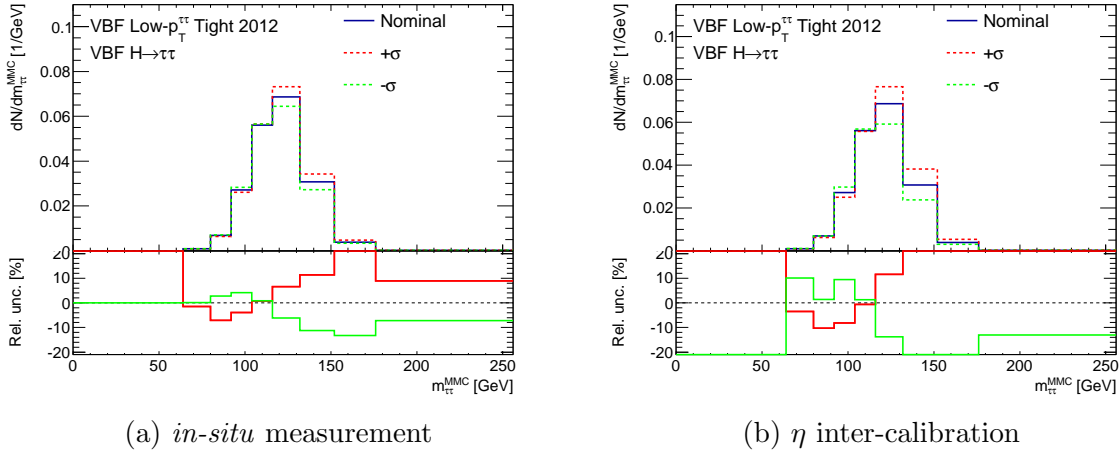 VBF Low-p_T^ττ Tight 2012
VBF H→ττ
Nominal
+σ
-σ
dN/dm_ττ^MMC [1/GeV]
0.1
0.08
0.06
0.04
0.02
0
Rel. unc. [%]
20
10
0
-10
-20
0 50 100 150 200 250
m_ττ^MMC [GeV]
(a) in-situ measurement
VBF Low-p_T^ττ Tight 2012
VBF H→ττ
Nominal
+σ
-σ
dN/dm_ττ^MMC [1/GeV]
0.1
0.08
0.06
0.04
0.02
0
Rel. unc. [%]
20
10
0
-10
-20
0 50 100 150 200 250
m_ττ^MMC [GeV]
(b) η inter-calibration